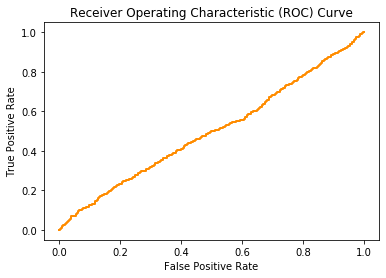 Receiver Operating Characteristic (ROC) Curve
1.0
0.8
0.6
0.4
0.2
0.0
True Positive Rate
0.0 0.2 0.4 0.6 0.8 1.0
False Positive Rate